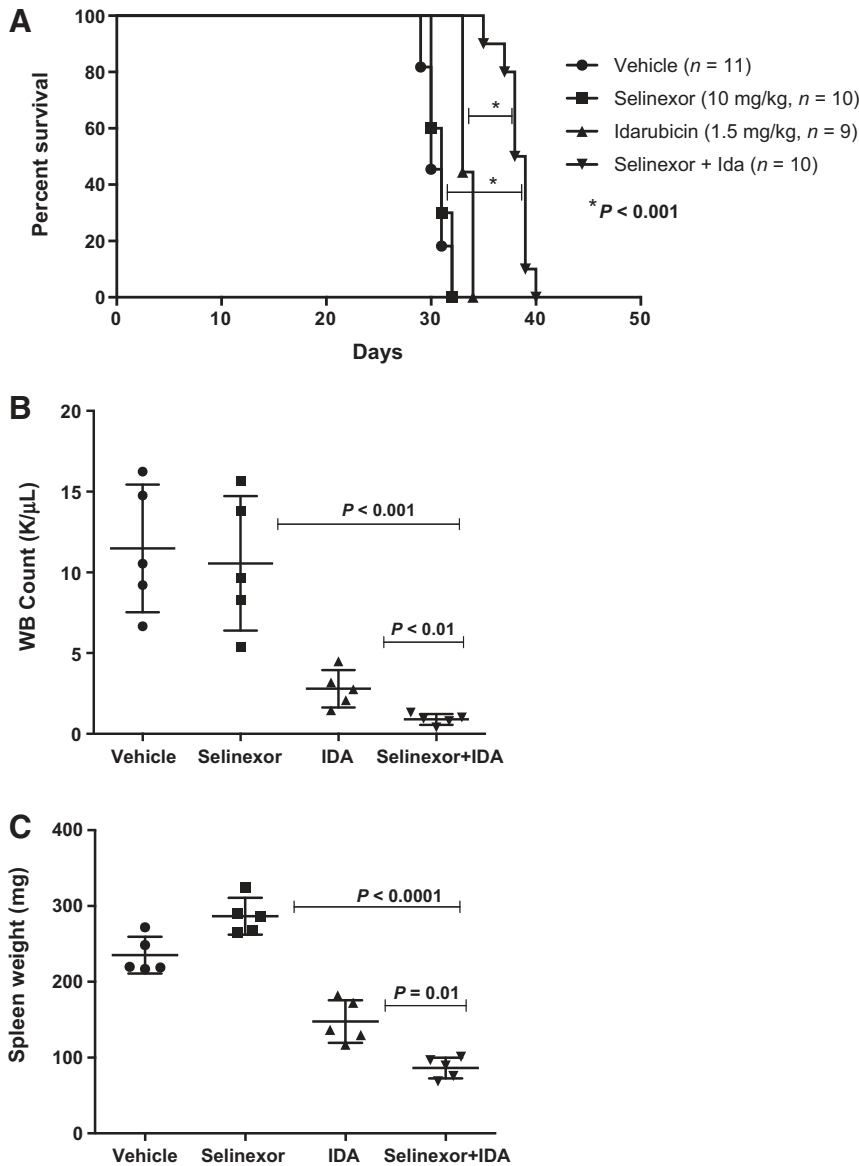 A
Percent survival
100
80
60
40
20
0
0
10
20
30
40
50
Days
*
*
Vehicle (n = 11)
Selinexor (10 mg/kg, n = 10)
Idarubicin (1.5 mg/kg, n = 9)
Selinexor + Ida (n = 10)
*P < 0.001
B
WB Count (K/μL)
20
15
10
5
0
P < 0.001
P < 0.01
Vehicle
Selinexor
IDA
Selinexor+IDA
C
Spleen weight (mg)
400
300
200
100
0
P < 0.0001
P = 0.01
Vehicle
Selinexor
IDA
Selinexor+IDA